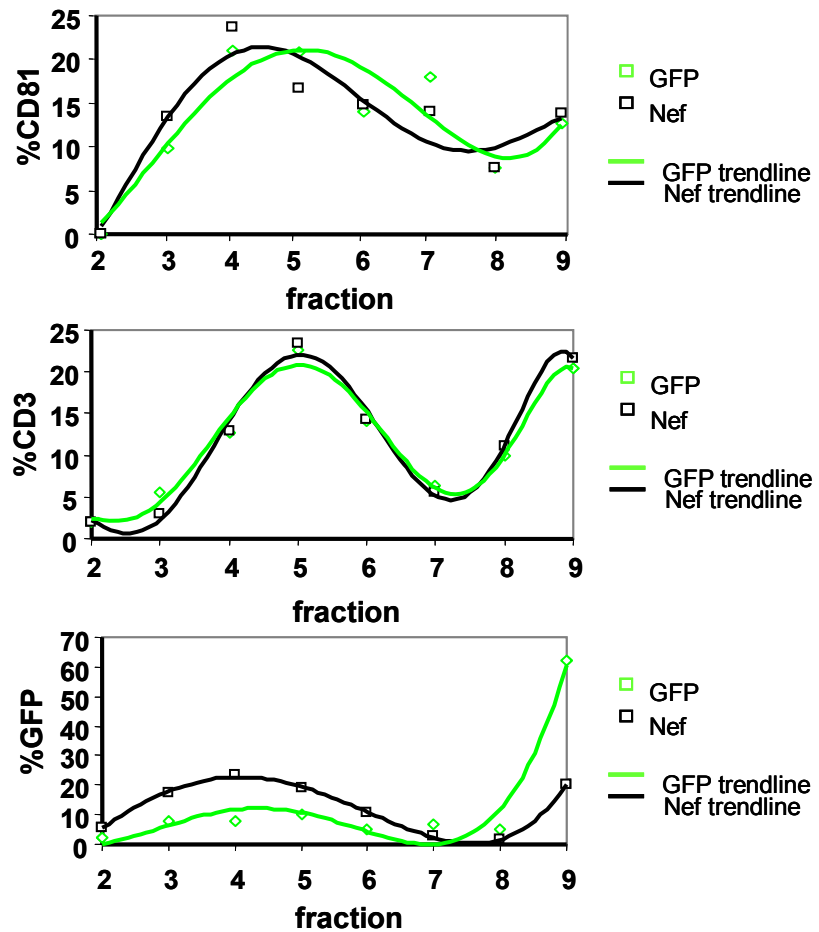 25
20
15
10
5
0
%CD81
2 3 4 5 6 7 8 9
fraction
GFP
Nef
GFP trendline
Nef trendline
25
20
15
10
5
0
%CD3
2 3 4 5 6 7 8 9
fraction
GFP
Nef
GFP trendline
Nef trendline
70
60
50
40
30
20
10
0
%GFP
2 3 4 5 6 7 8 9
fraction
GFP
Nef
GFP trendline
Nef trendline